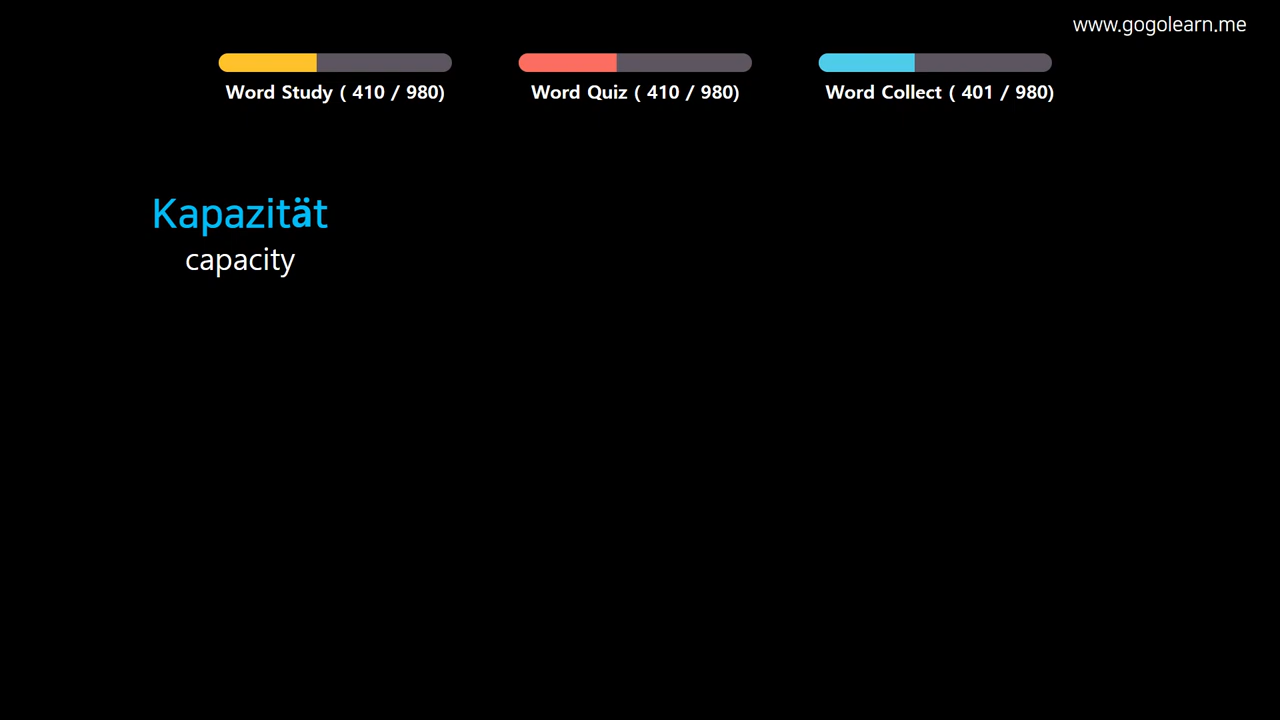 www.gogolearn.me
Word Study ( 410 / 980)
Word Quiz ( 410 / 980)
Word Collect ( 401 / 980)
Kapazität
capacity